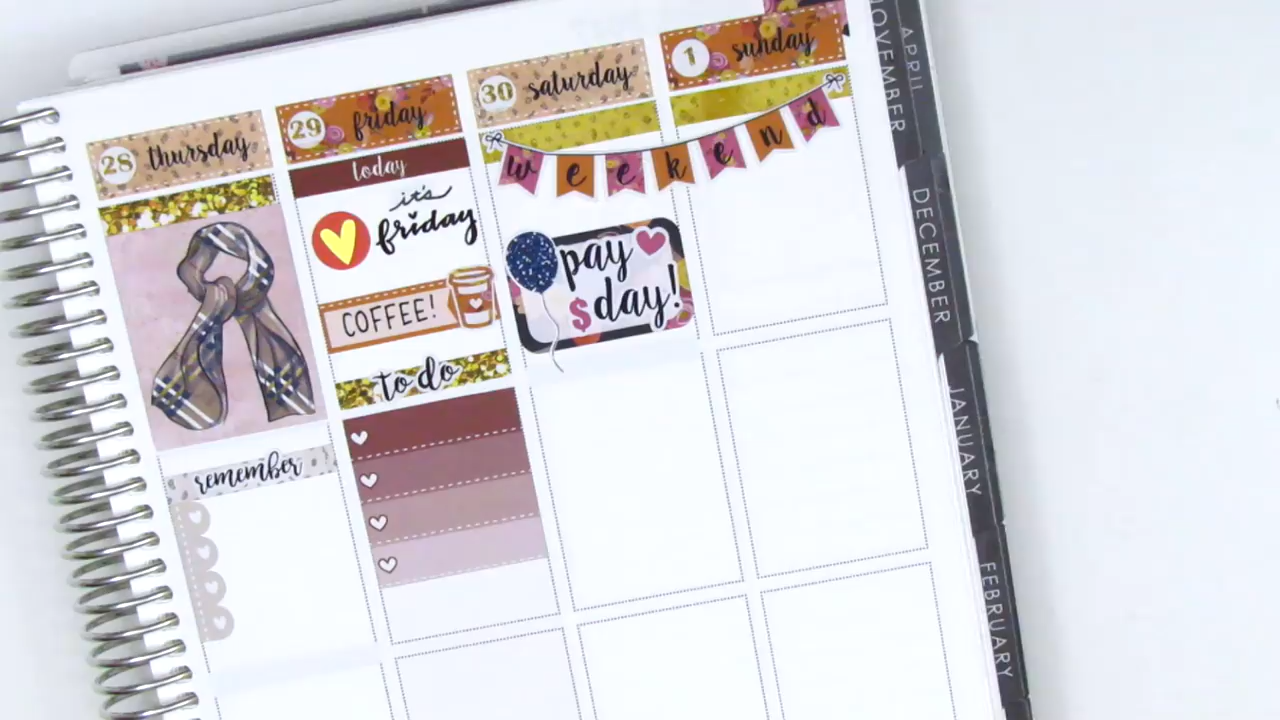 28 thursday
29 friday
30 saturday
1 sunday
today
weekend
it's
friday
COFFEE!
pay
$day!
to do
remember
APRIL
NOVEMBER
DECEMBER
JANUARY
FEBRUARY